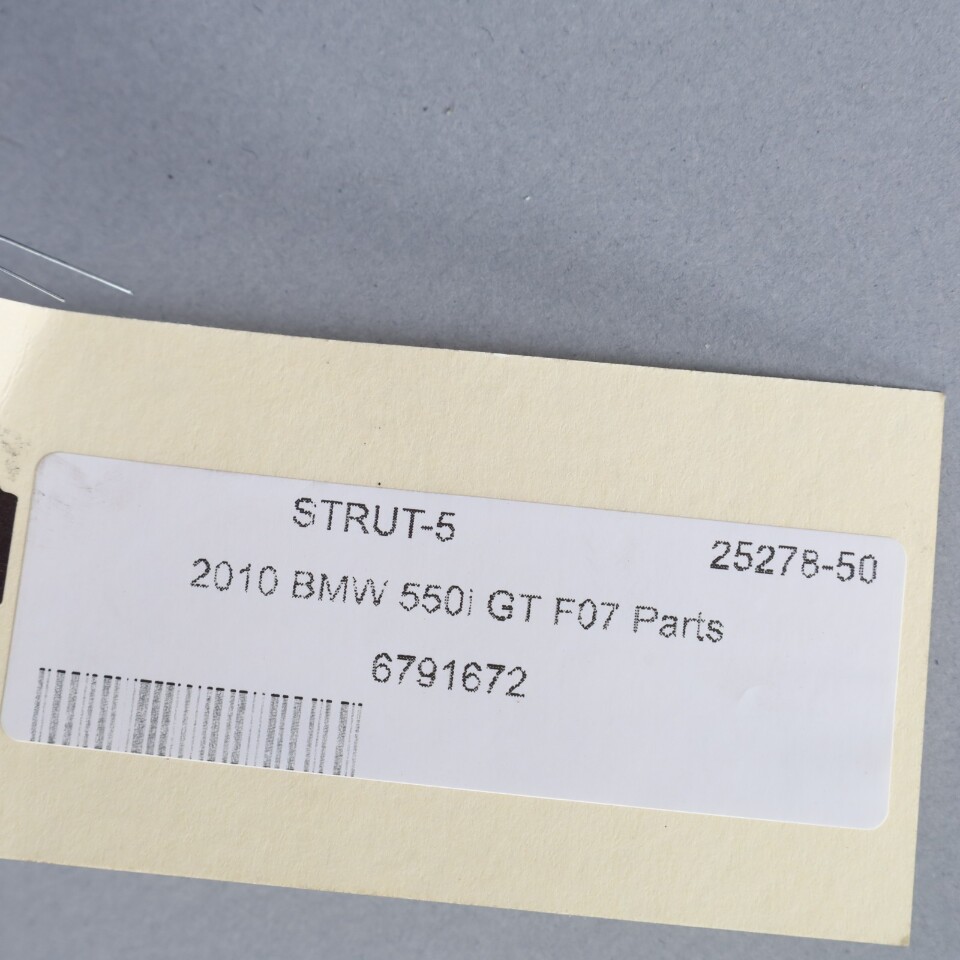 STRUT-5
25278-50
2010 BMW 550i GT F07 Parts
6791672